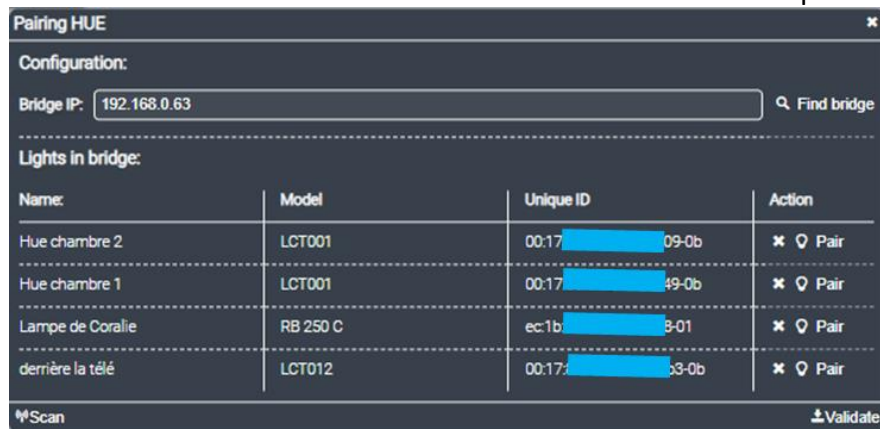 Pairing HUE
Configuration:
Bridge IP: 192.168.0.63 Find bridge
Lights in bridge:
Name: Model Unique ID Action
Hue chambre 2 LCT001 00:17 09-0b Pair
Hue chambre 1 LCT001 00:17 49-0b Pair
Lampe de Coralie RB 250 C ec:1b: -01 Pair
derrière la télé LCT012 00:17: b3-0b Pair
Scan Validate